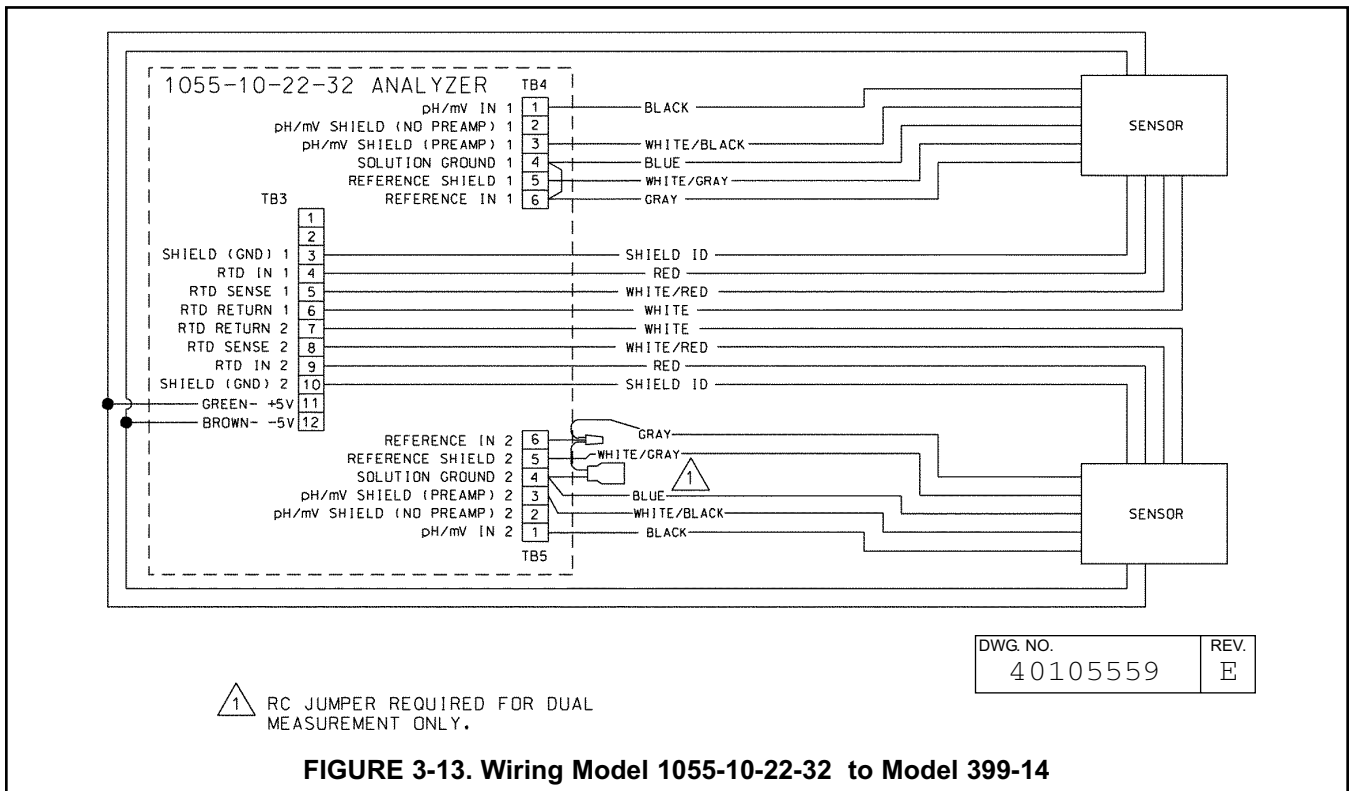 1055-10-22-32 ANALYZER TB4
pH/mV IN 1 1 BLACK
pH/mV SHIELD (NO PREAMP) 1 2
pH/mV SHIELD (PREAMP) 1 3 WHITE/BLACK
SOLUTION GROUND 1 4 BLUE
REFERENCE SHIELD 1 5 WHITE/GRAY
REFERENCE IN 1 6 GRAY
SENSOR
TB3
1
2
SHIELD (GND) 1 3 SHIELD ID
RTD IN 1 4 RED
RTD SENSE 1 5 WHITE/RED
RTD RETURN 1 6 WHITE
RTD RETURN 2 7 WHITE
RTD SENSE 2 8 WHITE/RED
RTD IN 2 9 RED
SHIELD (GND) 2 10 SHIELD ID
GREEN- +5V 11
BROWN- -5V 12
REFERENCE IN 2 6 GRAY
REFERENCE SHIELD 2 5 WHITE/GRAY
SOLUTION GROUND 2 4 1
pH/mV SHIELD (PREAMP) 2 3 BLUE
pH/mV SHIELD (NO PREAMP) 2 2 WHITE/BLACK
pH/mV IN 2 1 BLACK
TB5
SENSOR
DWG. NO. REV.
40105559 E
1 RC JUMPER REQUIRED FOR DUAL
MEASUREMENT ONLY.
FIGURE 3-13. Wiring Model 1055-10-22-32 to Model 399-14